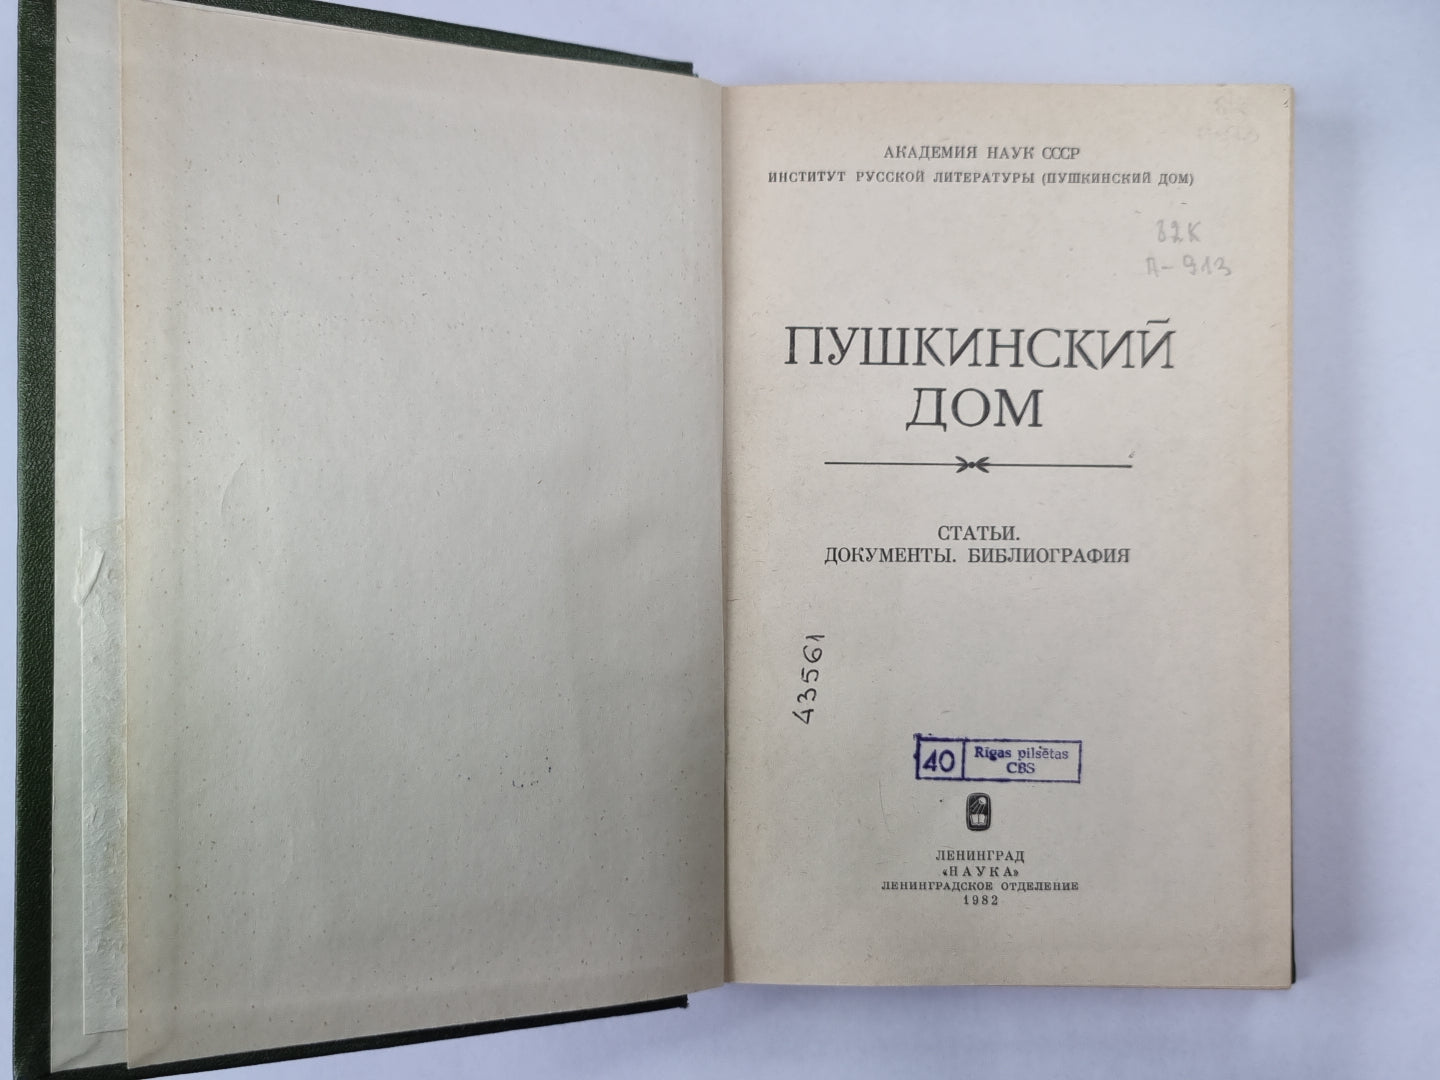 АКАДЕМИЯ НАУК СССР
ИНСТИТУТ РУССКОЙ ЛИТЕРАТУРЫ (ПУШКИНСКИЙ ДОМ)
82К
П-913
ПУШКИНСКИЙ
ДОМ
СТАТЬИ.
ДОКУМЕНТЫ. БИБЛИОГРАФИЯ
43561
40 Rīgas pilsētas
CBS
ЛЕНИНГРАД
«НАУКА»
ЛЕНИНГРАДСКОЕ ОТДЕЛЕНИЕ
1982